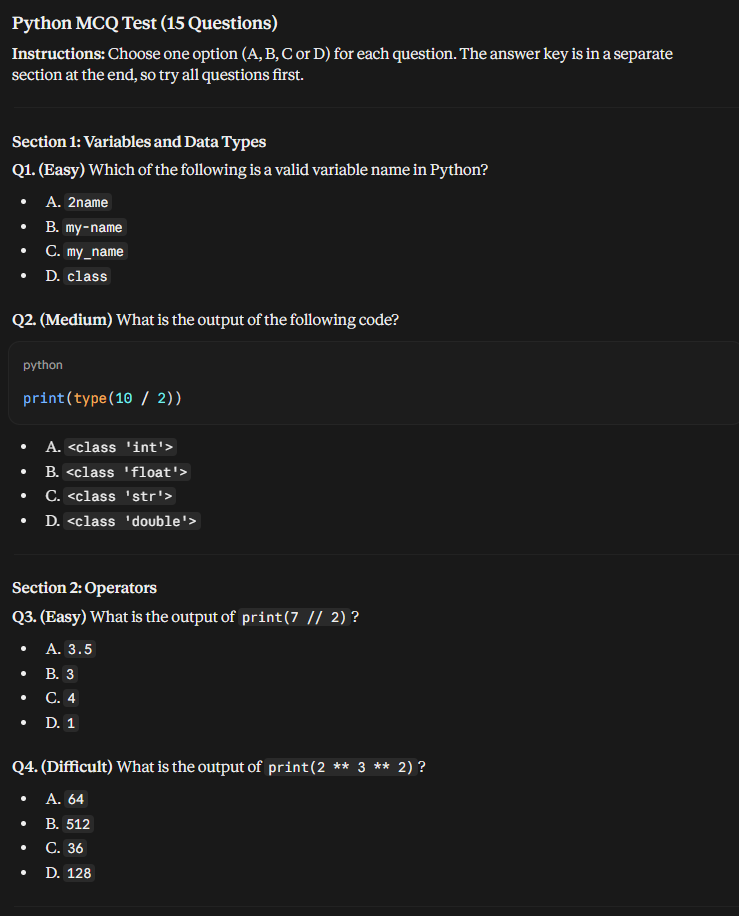 Python MCQ Test (15 Questions)
Instructions: Choose one option (A, B, C or D) for each question. The answer key is in a separate
section at the end, so try all questions first.
Section 1: Variables and Data Types
Q1. (Easy) Which of the following is a valid variable name in Python?
• A. 2name
• B. my-name
• C. my_name
• D. class
Q2. (Medium) What is the output of the following code?
python
print(type(10 / 2))
• A. <class 'int'>
• B. <class 'float'>
• C. <class 'str'>
• D. <class 'double'>
Section 2: Operators
Q3. (Easy) What is the output of print(7 // 2) ?
• A. 3.5
• B. 3
• C. 4
• D. 1
Q4. (Difficult) What is the output of print(2 ** 3 ** 2) ?
• A. 64
• B. 512
• C. 36
• D. 128